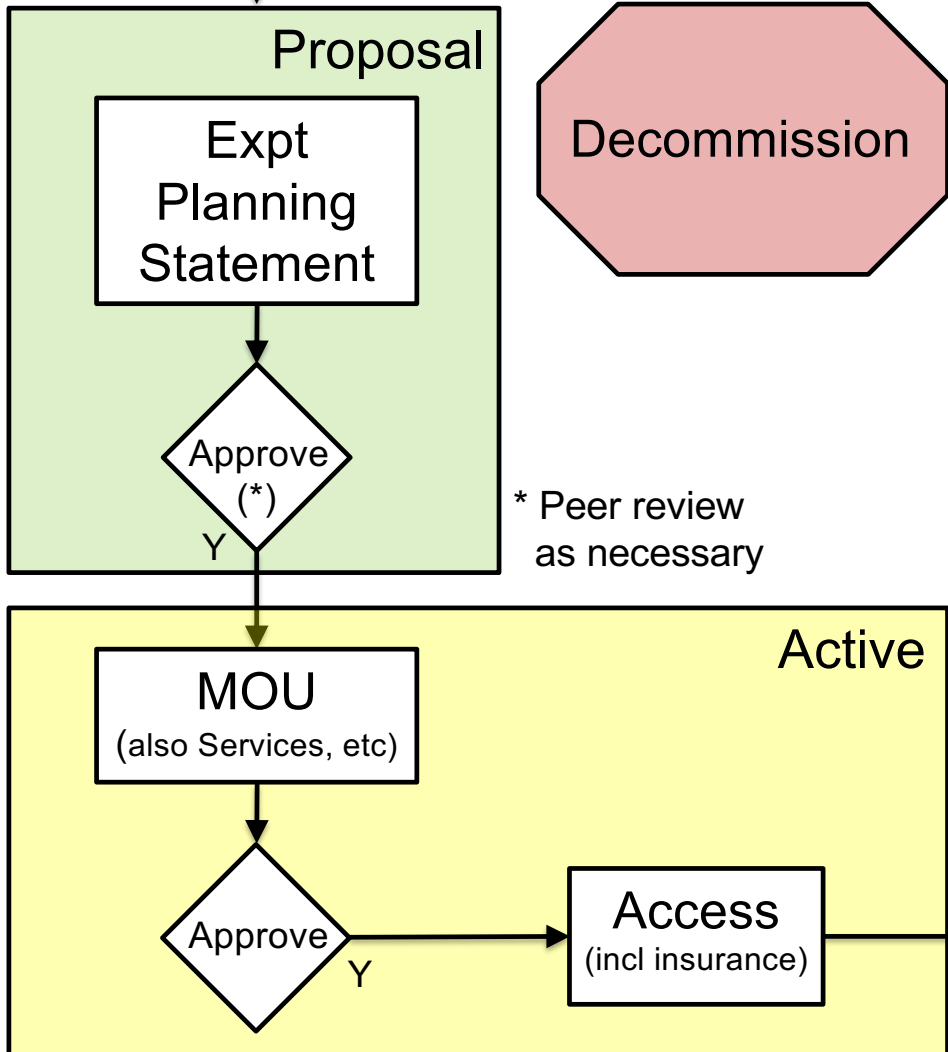 Proposal
Expt
Planning
Statement
Decommission
Approve
(*)
Y
* Peer review
as necessary
Active
MOU
(also Services, etc)
Approve
Y
Access
(incl insurance)